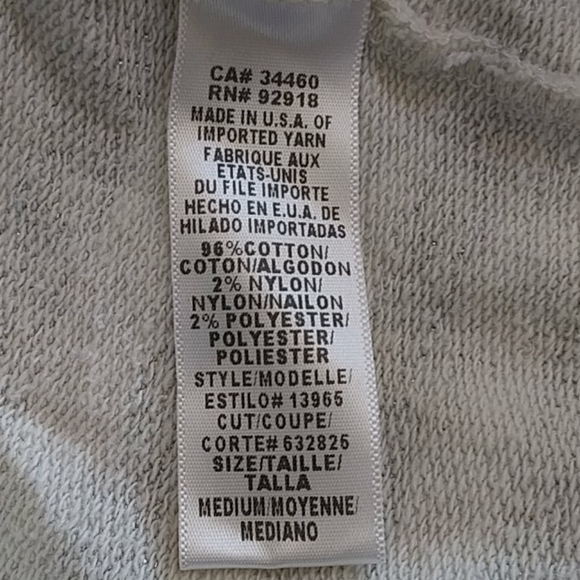 CA# 34460
RN# 92918
MADE IN U.S.A. OF
IMPORTED YARN
FABRIQUE AUX
ETATS-UNIS
DU FILE IMPORTE
HECHO EN E.U.A. DE
HILADO IMPORTADAS
96%COTTON/
COTON/ALGODON
2% NYLON/
NYLON/NAILON
2% POLYESTER/
POLYESTER/
POLIESTER
STYLE/MODELLE/
ESTILO# 13965
CUT/COUPE/
CORTE# 632825
SIZE/TAILLE/
TALLA
MEDIUM/MOYENNE/
MEDIANO